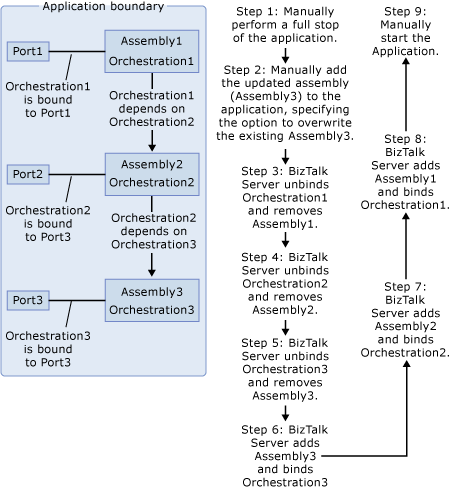 Application boundary
Port1
Assembly1
Orchestration1
Orchestration1
is bound
to Port1
Orchestration1
depends on
Orchestration2
Port2
Assembly2
Orchestration2
Orchestration2
is bound
to Port3
Orchestration2
depends on
Orchestration3
Port3
Assembly3
Orchestration3
Orchestration3
is bound
to Port3
Step 1: Manually
perform a full stop
of the application.
Step 2: Manually add
the updated assembly
(Assembly3) to the
application, specifying
the option to overwrite
the existing Assembly3.
Step 3: BizTalk
Server unbinds
Orchestration1
and removes
Assembly1.
Step 4: BizTalk
Server unbinds
Orchestration2
and removes
Assembly2.
Step 5: BizTalk
Server unbinds
Orchestration3
and removes
Assembly3.
Step 6: BizTalk
Server adds
Assembly3
and binds
Orchestration3
Step 7:
BizTalk
Server adds
Assembly2
and binds
Orchestration2.
Step 8:
BizTalk
Server adds
Assembly1
and binds
Orchestration1.
Step 9:
Manually
start the
Application.